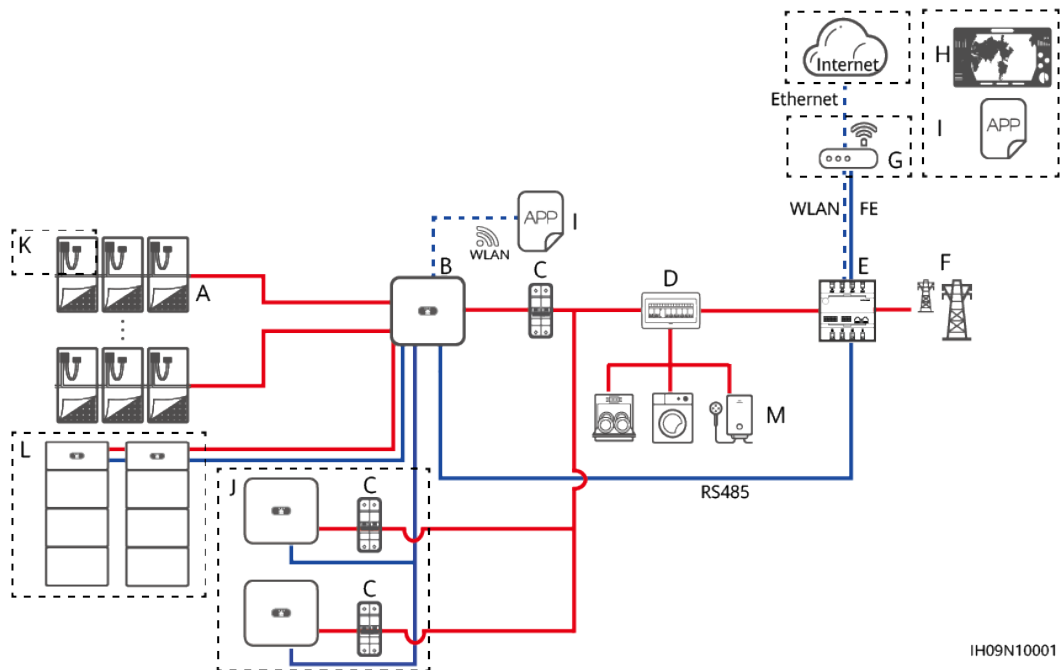 Internet
H
Ethernet
APP
I
G
WLAN
FE
K
APP
I
WLAN
A
B
C
D
E
F
M
L
RS485
J
C
C
IH09N10001